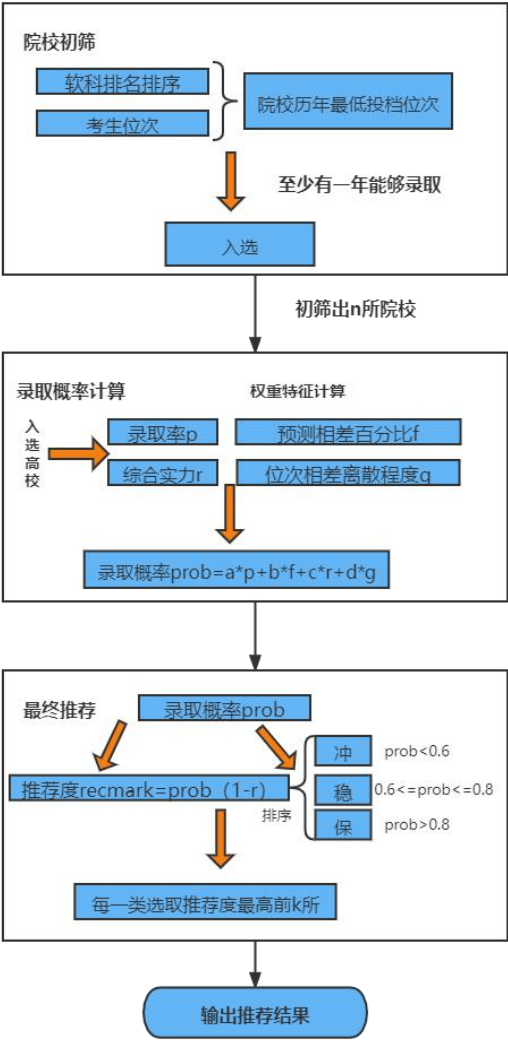 院校初筛
软科排名排序
考生位次
院校历年最低投档位次
至少有一年能够录取
入选
初筛出n所院校
录取概率计算
权重特征计算
入选高校
录取率p
预测相差百分比f
综合实力r
位次相差离散程度g
录取概率prob=a*p+b*f+c*r+d*g
最终推荐
录取概率prob
冲
prob<0.6
推荐度recmark=prob（1-r）
稳
0.6<=prob<=0.8
排序
保
prob>0.8
每一类选取推荐度最高前k所
输出推荐结果